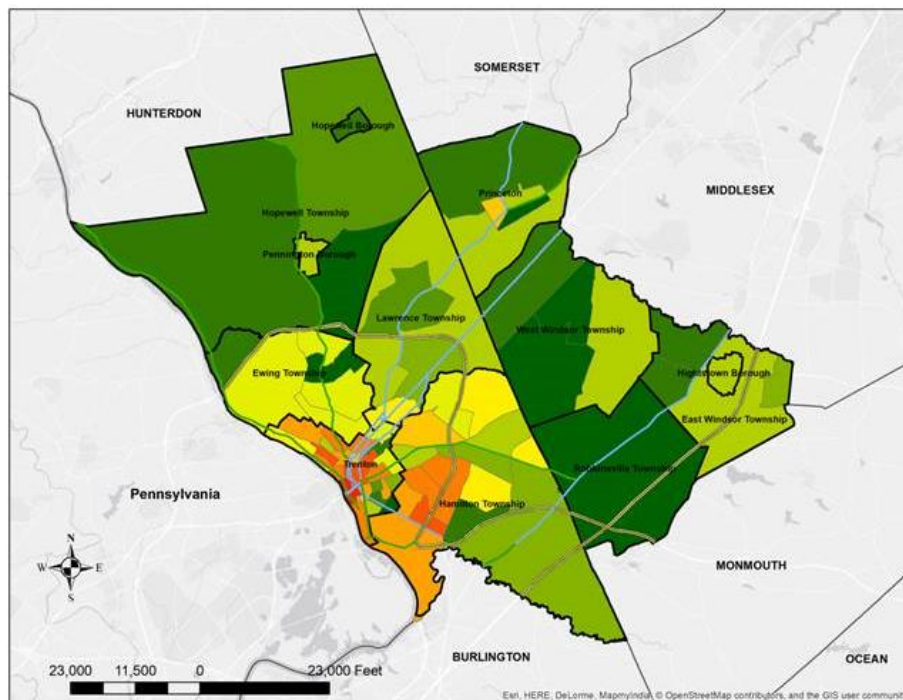 SOMERSET
HUNTERDON
Hopewell Borough
MIDDLESEX
Princeton
Hopewell Township
Pennington Borough
Lawrence Township
West Windsor Township
Ewing Township
Hightstown Borough
East Windsor Township
Trenton
Robbinsville Township
Pennsylvania
Hamilton Township
N
W E
S
MONMOUTH
BURLINGTON
OCEAN
23,000 11,500 0 23,000 Feet
Esri, HERE, DeLorme, MapmyIndia, © OpenStreetMap contributors, and the GIS user communit